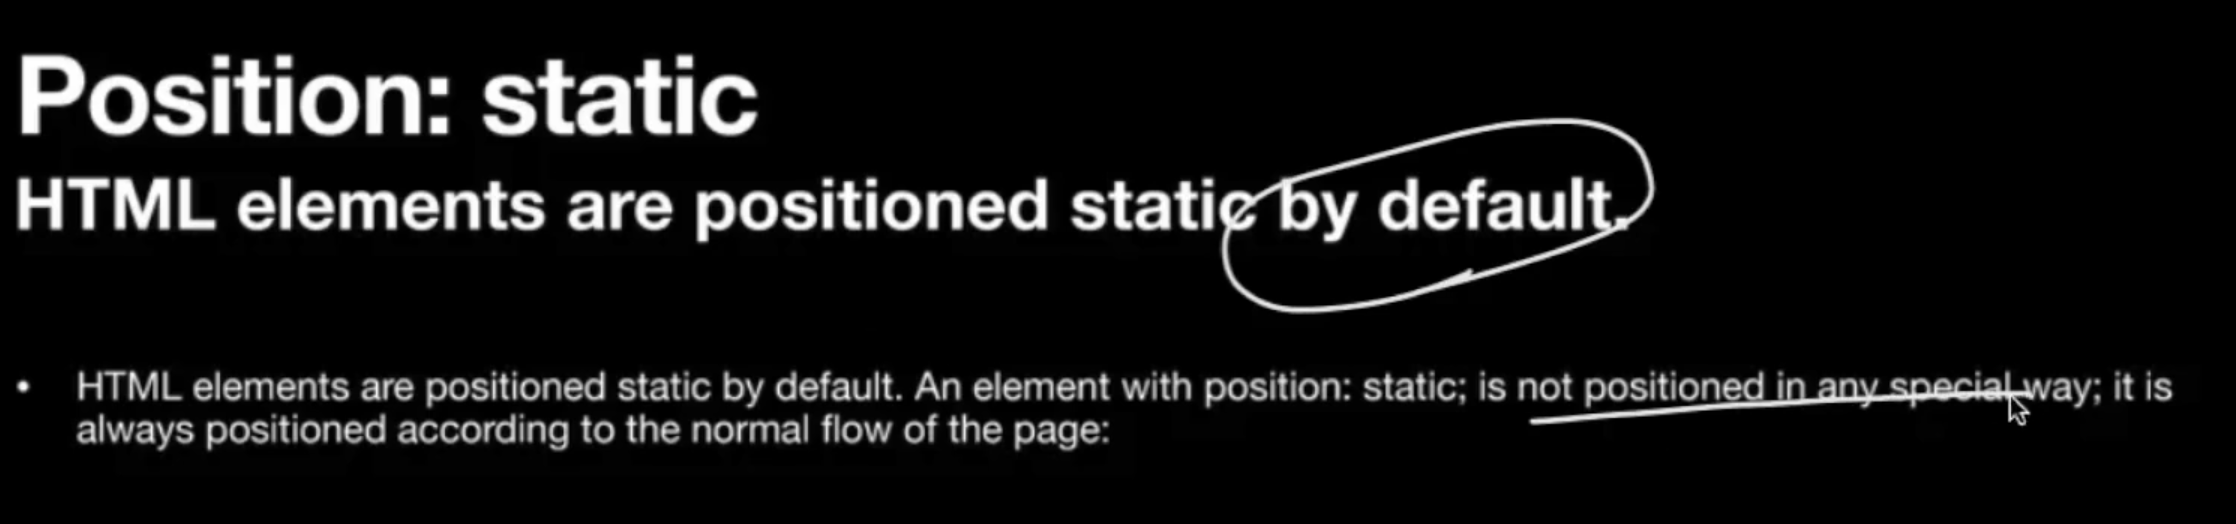 Position: static
HTML elements are positioned static by default.
• HTML elements are positioned static by default. An element with position: static; is not positioned in any special way; it is
always positioned according to the normal flow of the page: